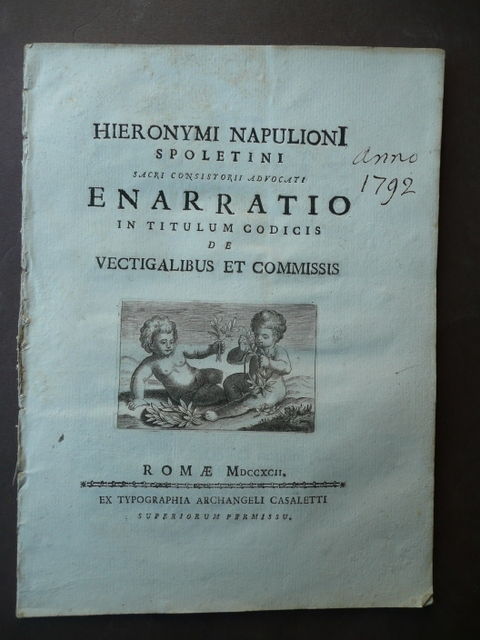 HIERONYMI NAPULIONI
SPOLETINI
SACRI CONSISTORII ADVOCATI
ENARRATIO
IN TITULUM CODICIS
DE
VECTIGALIBUS ET COMMISSIS
Anno
1792
ROMÆ MDCCXCII.
EX TYPOGRAPHIA ARCHANGELI CASALETTI
SUPERIORUM PERMISSU.